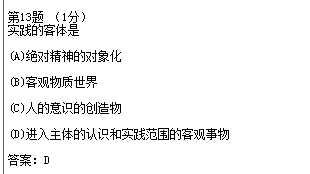 第13题 (1分)
实践的客体是
(A)绝对精神的对象化
(B)客观物质世界
(C)人的意识的创造物
(D)进入主体的认识和实践范围的客观事物
答案：D